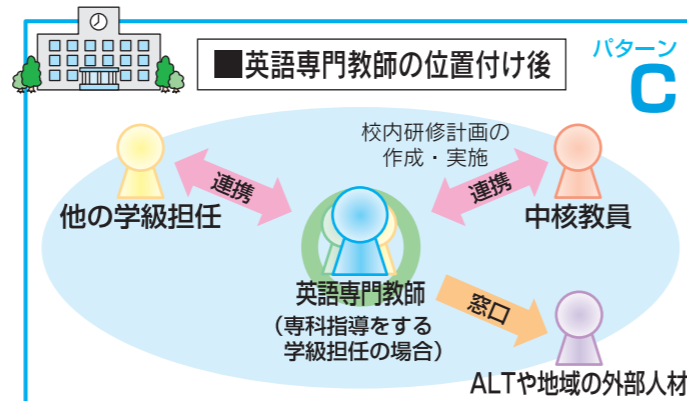 ■英語専門教師の位置付け後
パターン
C
校内研修計画の
作成・実施
連携
連携
他の学級担任
中核教員
英語専門教師
(専科指導をする
学級担任の場合)
窓口
ALTや地域の外部人材